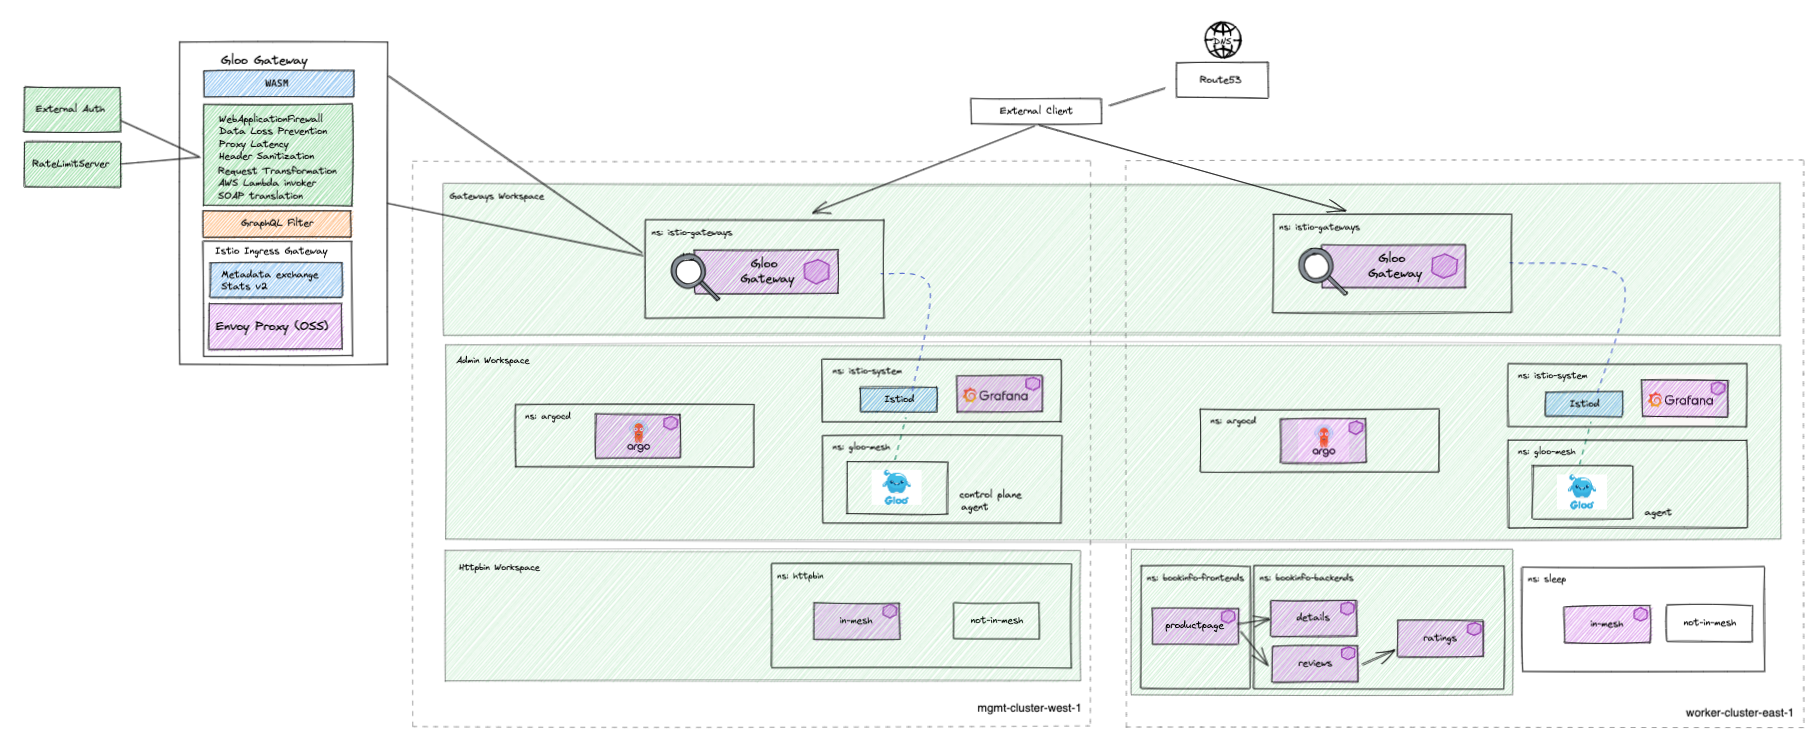 DNS
Route53
External Client
Gloo Gateway
WASM
External Auth
RateLimitServer
WebApplicationFirewall
Data Loss Prevention
Proxy Latency
Header Sanitization
Request Transformation
AWS Lambda invoker
SOAP translation
GraphQL Filter
Istio Ingress Gateway
Metadata exchange
Stats v2
Envoy Proxy (OSS)
Gateways Workspace
ns: istio-gateways
Gloo
Gateway
ns: istio-gateways
Gloo
Gateway
Admin Workspace
ns: argocd
argo
ns: istio-system
Istiod
Grafana
ns: gloo-mesh
Gloo
control plane
agent
ns: argocd
argo
ns: istio-system
Istiod
Grafana
ns: gloo-mesh
Gloo
agent
Httpbin Workspace
ns: httpbin
in-mesh
not-in-mesh
mgmt-cluster-west-1
ns: bookinfo-frontends
productpage
ns: bookinfo-backends
details
reviews
ratings
ns: sleep
in-mesh
not-in-mesh
worker-cluster-east-1